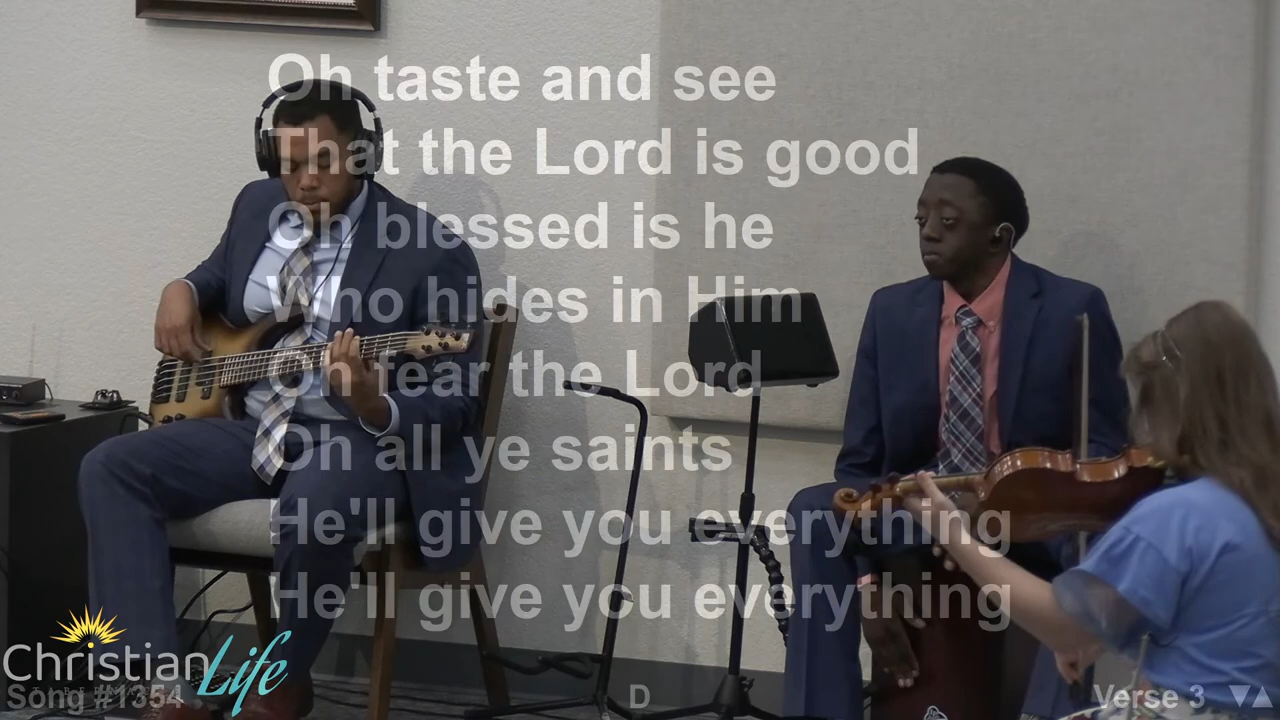 Oh taste and see
That the Lord is good
Oh blessed is he
Who hides in Him
Oh fear the Lord
Oh all ye saints
He'll give you everything
He'll give you everything
Christian Life
Song #1354
D
Verse 3